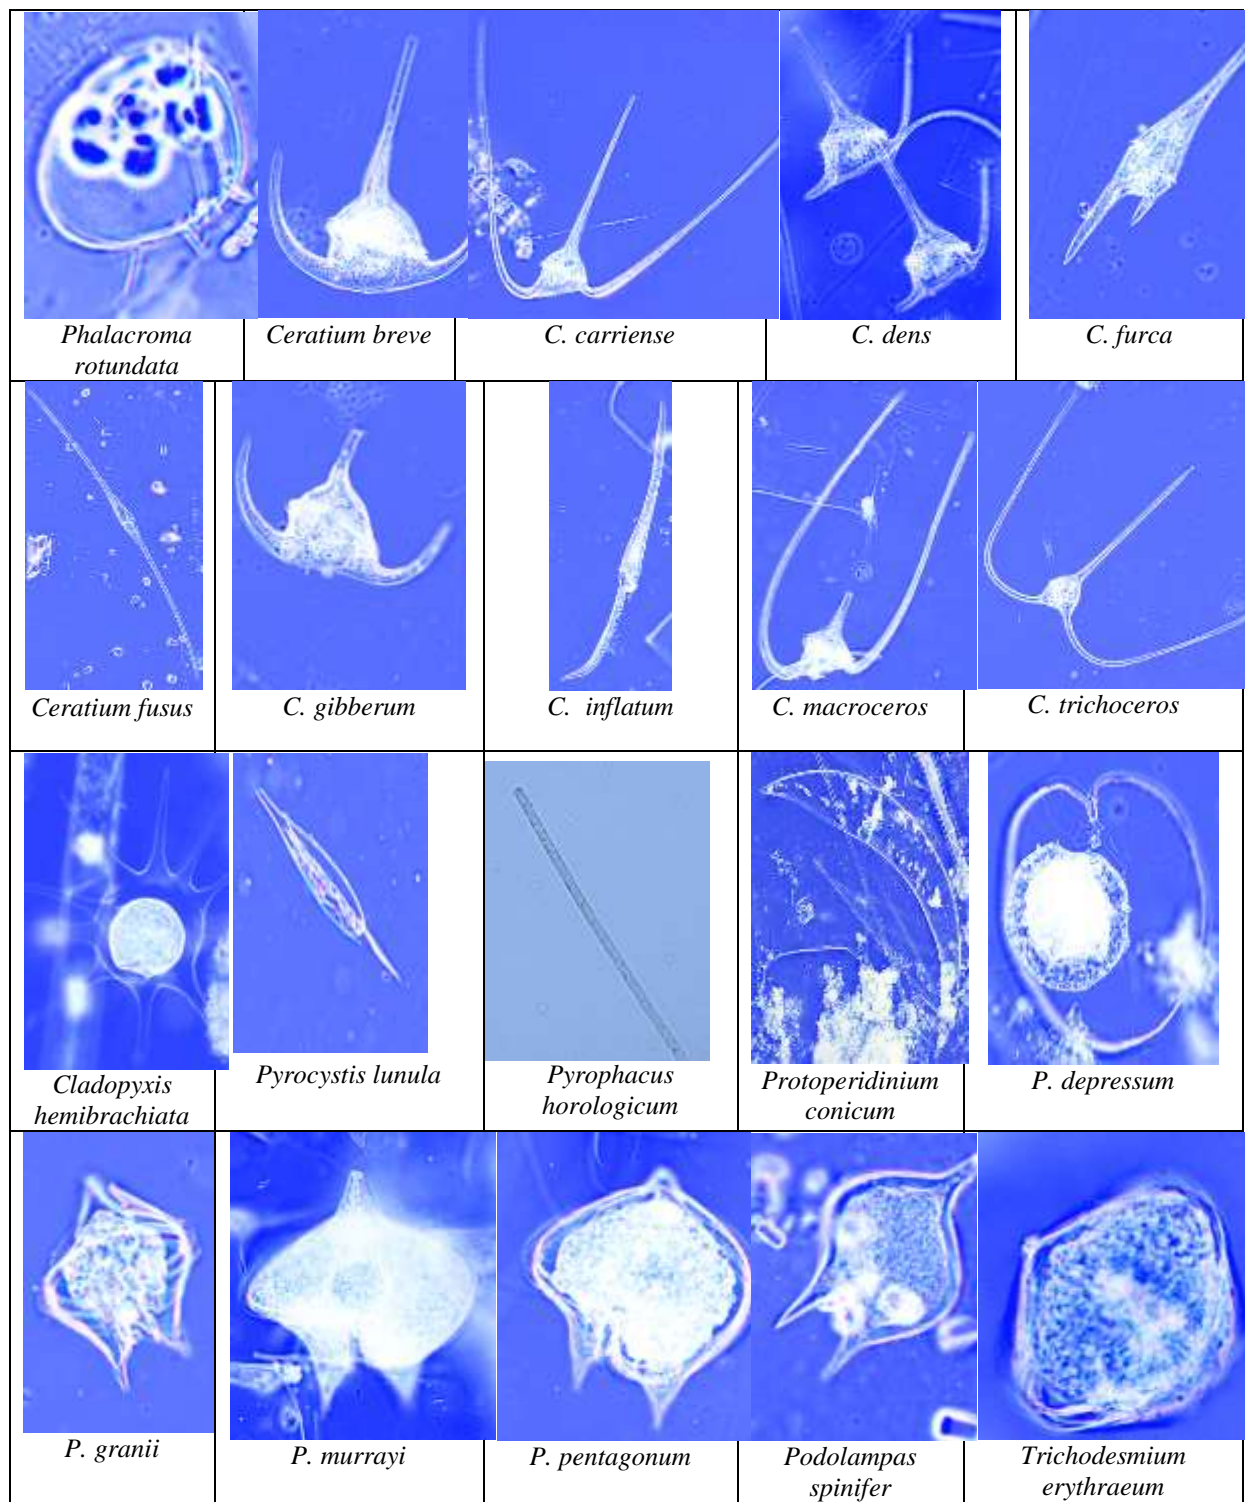 Phalacroma
rotundata
Ceratium breve
C. carriense
C. dens
C. furca
Ceratium fusus
C. gibberum
C. inflatum
C. macroceros
C. trichoceros
Cladopyxis
hemibrachiata
Pyrocystis lunula
Pyrophacus
horologicum
Protoperidinium
conicum
P. depressum
P. granii
P. murrayi
P. pentagonum
Podolampas
spinifer
Trichodesmium
erythraeum